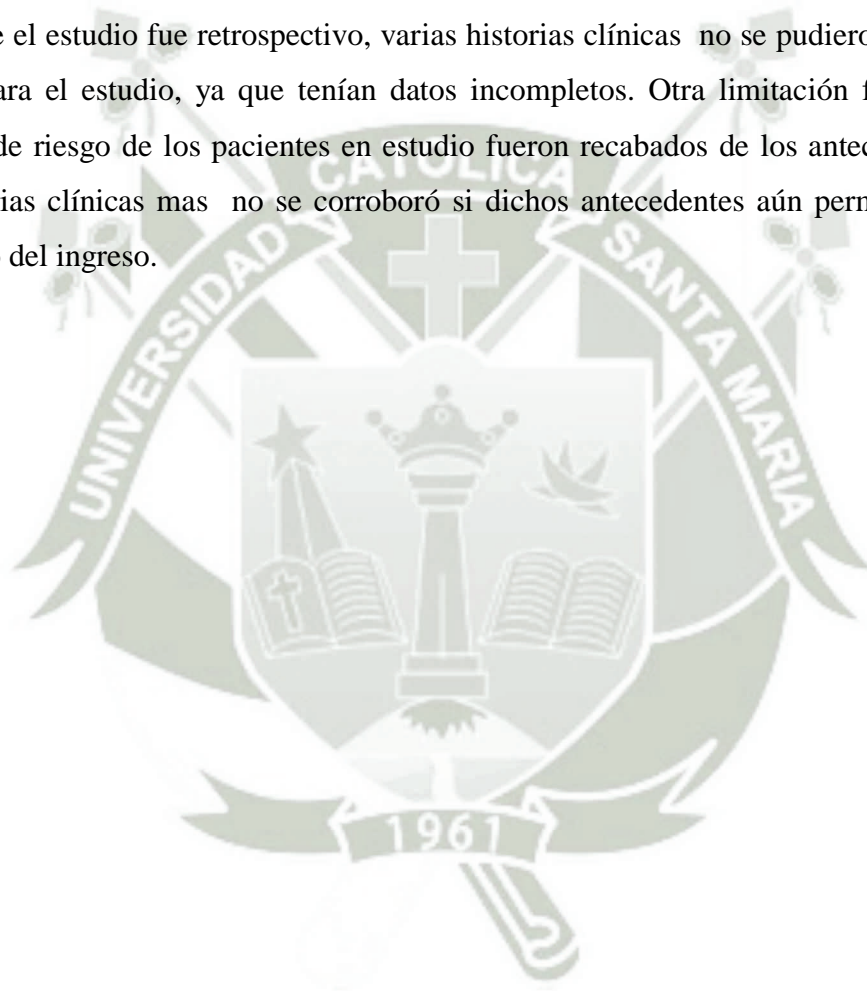 e el estudio fue retrospectivo, varias historias clínicas no se pudiero
ara el estudio, ya que tenían datos incompletos. Otra limitación f
de riesgo de los pacientes en estudio fueron recabados de los antec
ias clínicas mas no se corroboró si dichos antecedentes aún perm
del ingreso.
UNIVERSIDAD CATÓLICA SANTA MARIA
1961